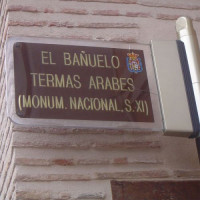 EL BAÑUELO
TERMAS ARABES
(MONUM. NACIONAL. S. XI)